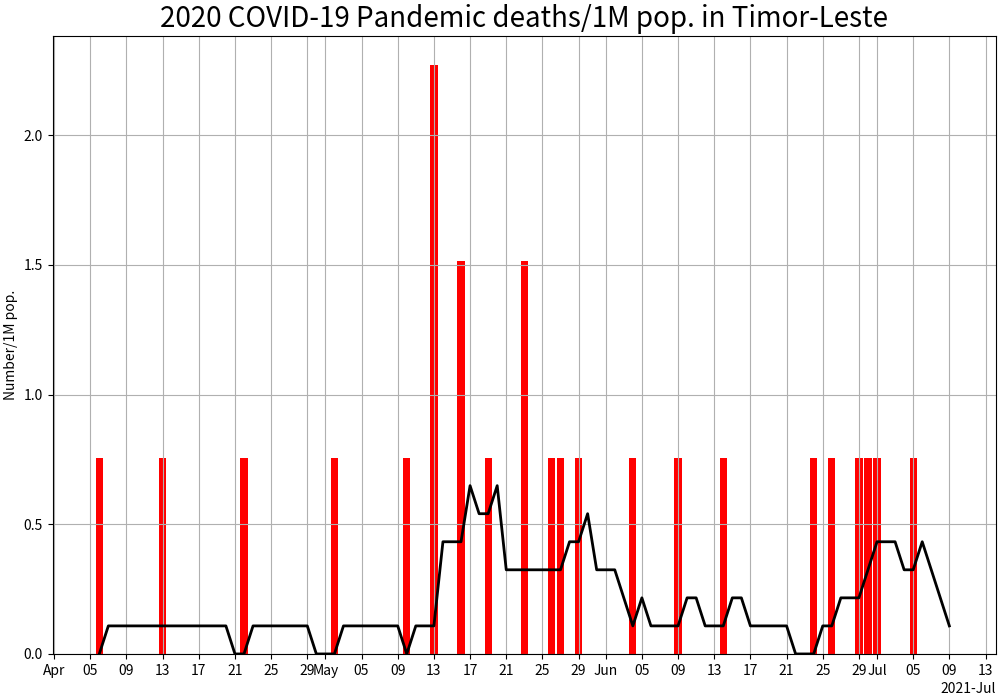 2020 COVID-19 Pandemic deaths/1M pop. in Timor-Leste
Number/1M pop.
2.0
1.5
1.0
0.5
0.0
Apr 05 09 13 17 21 25 29 May 05 09 13 17 21 25 29 Jun 05 09 13 17 21 25 29 Jul 05 09 13
2021-Jul